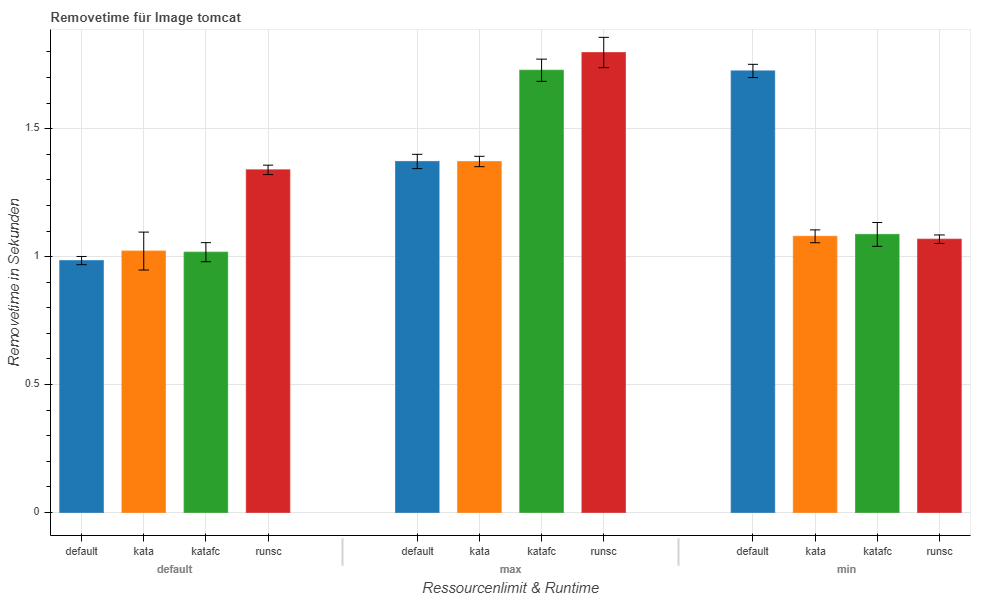 Removetime für Image tomcat
Removetime in Sekunden
1.5
1
0.5
0
default kata katafc runsc default kata katafc runsc default kata katafc runsc
default max min
Ressourcenlimit & Runtime